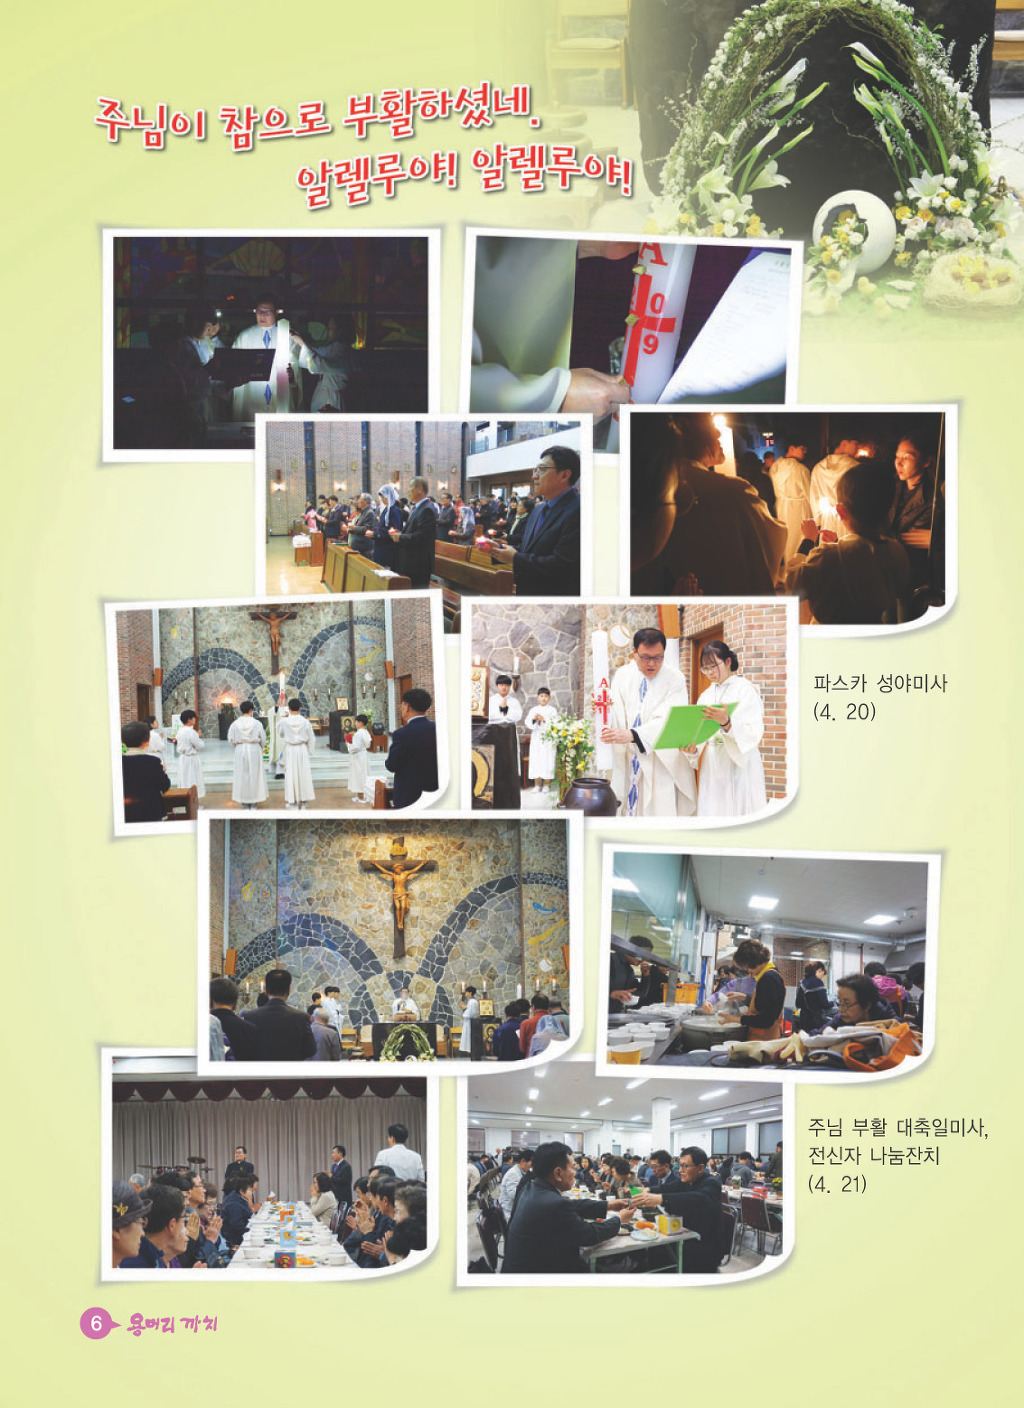 주님이 참으로 부활하셨네.
알렐루야! 알렐루야!
A
0
9
A
파스카 성야미사
(4. 20)
주님 부활 대축일미사,
전신자 나눔잔치
(4. 21)
6 용머리 까치